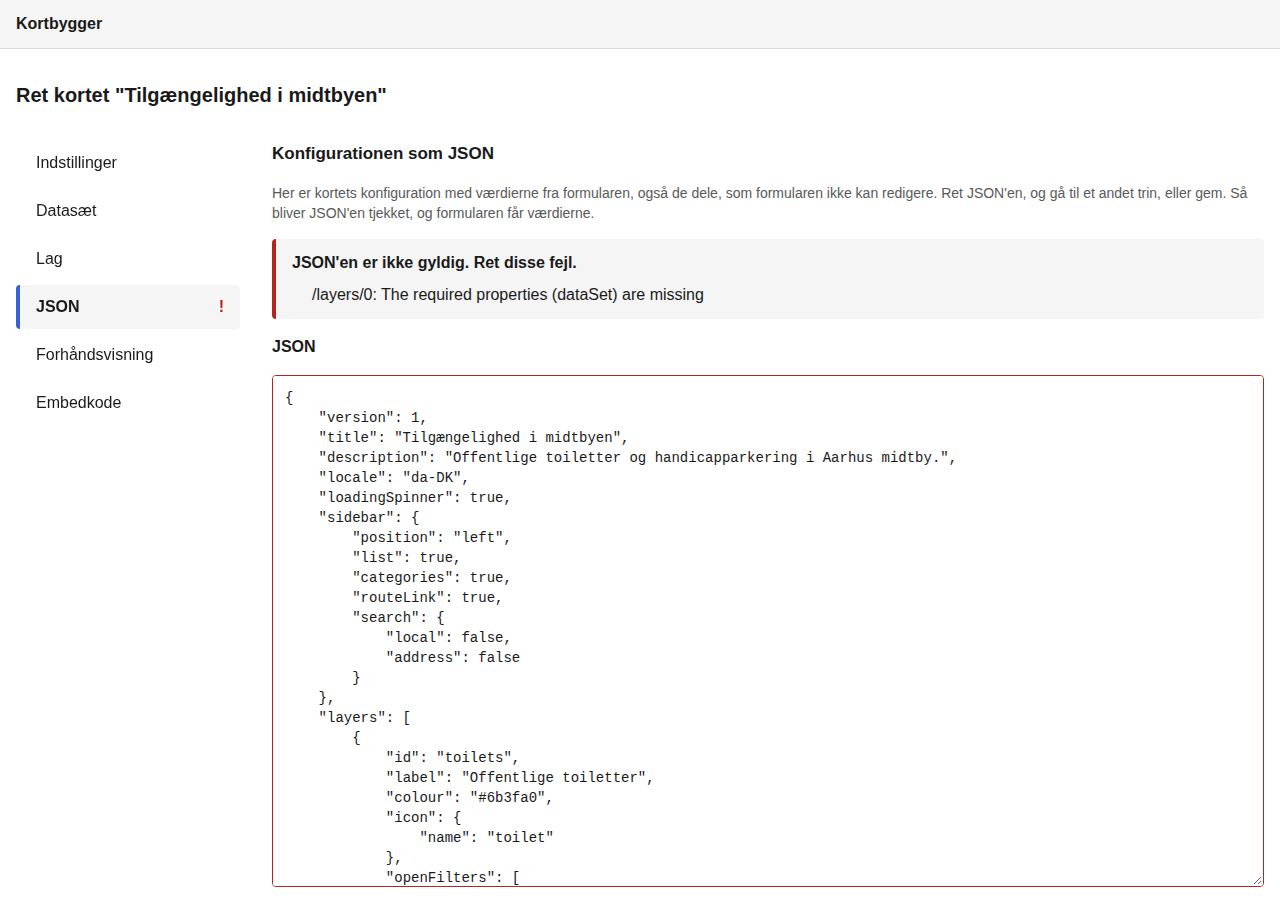 Kortbygger
Ret kortet "Tilgængelighed i midtbyen"
Indstillinger
Datasæt
Lag
JSON !
Forhåndsvisning
Embedkode
Konfigurationen som JSON
Her er kortets konfiguration med værdierne fra formularen, også de dele, som formularen ikke kan redigere. Ret JSON'en, og gå til et andet trin, eller gem. Så
bliver JSON'en tjekket, og formularen får værdierne.
JSON'en er ikke gyldig. Ret disse fejl.
/layers/0: The required properties (dataSet) are missing
JSON
{
    "version": 1,
    "title": "Tilgængelighed i midtbyen",
    "description": "Offentlige toiletter og handicapparkering i Aarhus midtby.",
    "locale": "da-DK",
    "loadingSpinner": true,
    "sidebar": {
        "position": "left",
        "list": true,
        "categories": true,
        "routeLink": true,
        "search": {
            "local": false,
            "address": false
        }
    },
    "layers": [
        {
            "id": "toilets",
            "label": "Offentlige toiletter",
            "colour": "#6b3fa0",
            "icon": {
                "name": "toilet"
            },
            "openFilters": [